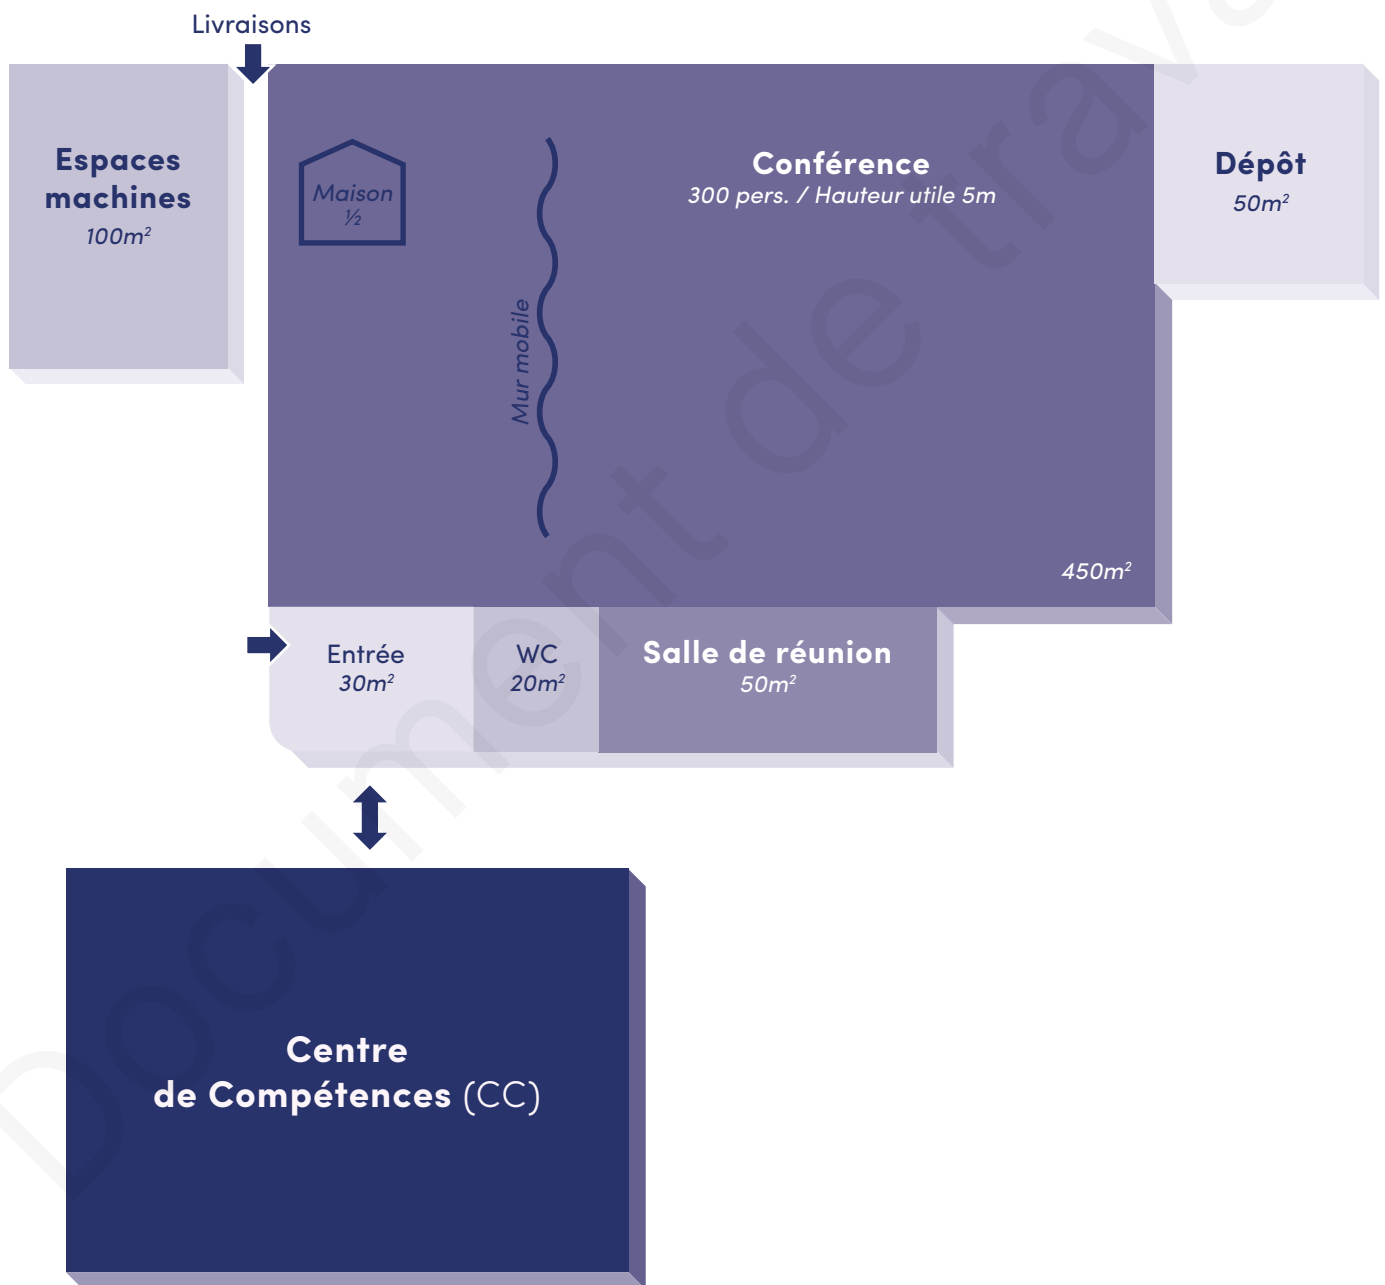 Livraisons
Espaces
machines
100m²
Maison
½
Mur mobile
Conférence
300 pers. / Hauteur utile 5m
450m²
Dépôt
50m²
Entrée
30m²
WC
20m²
Salle de réunion
50m²
Centre
de Compétences (CC)
Document de trava